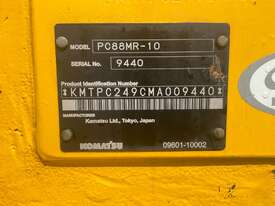 MODEL PC88MR-10
SERIAL No. 9440
Product Identification Number
*KMTPC249CMA009440*
MANUFACTURER
Komatsu Ltd., Tokyo, Japan
KOMATSU 09601-10002